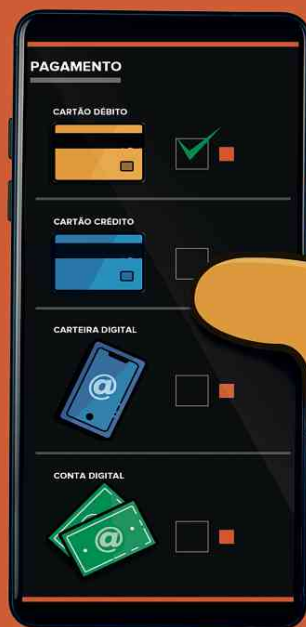 PAGAMENTO
CARTÃO DÉBITO
CARTÃO CRÉDITO
CARTEIRA DIGITAL
@
CONTA DIGITAL
@